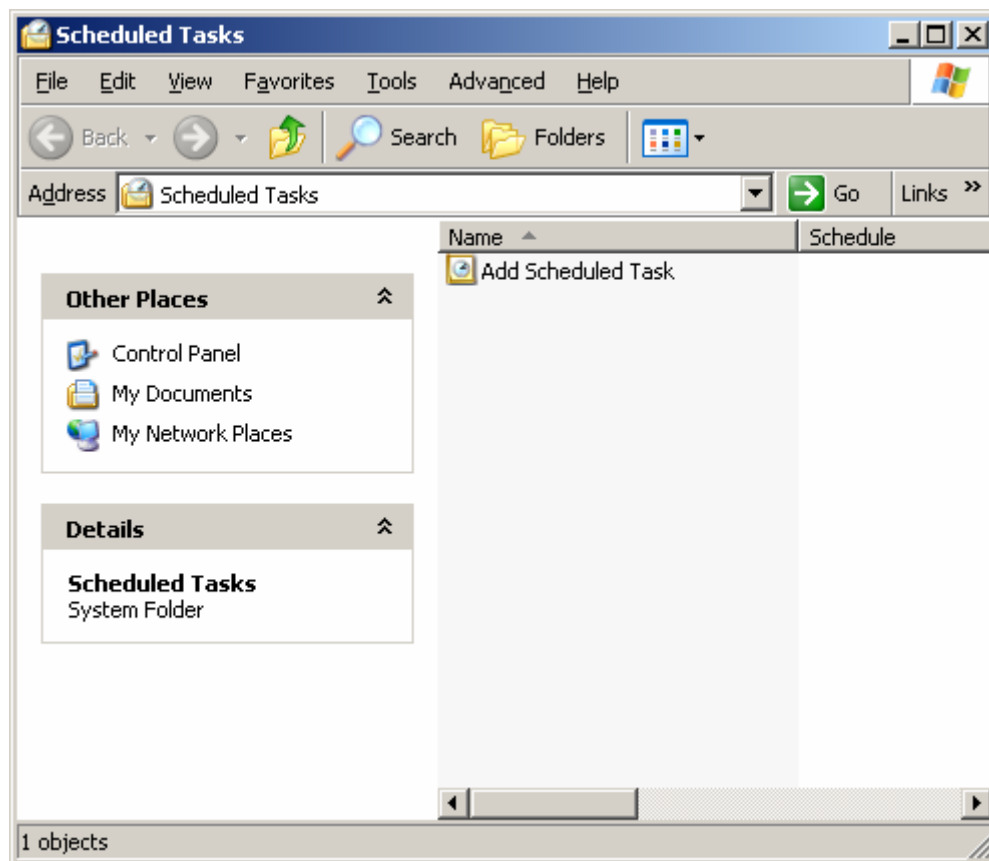 Scheduled Tasks
File Edit View Favorites Tools Advanced Help
Back Search Folders
Address Scheduled Tasks Go Links »
Name Schedule
Add Scheduled Task
Other Places
Control Panel
My Documents
My Network Places
Details
Scheduled Tasks
System Folder
1 objects